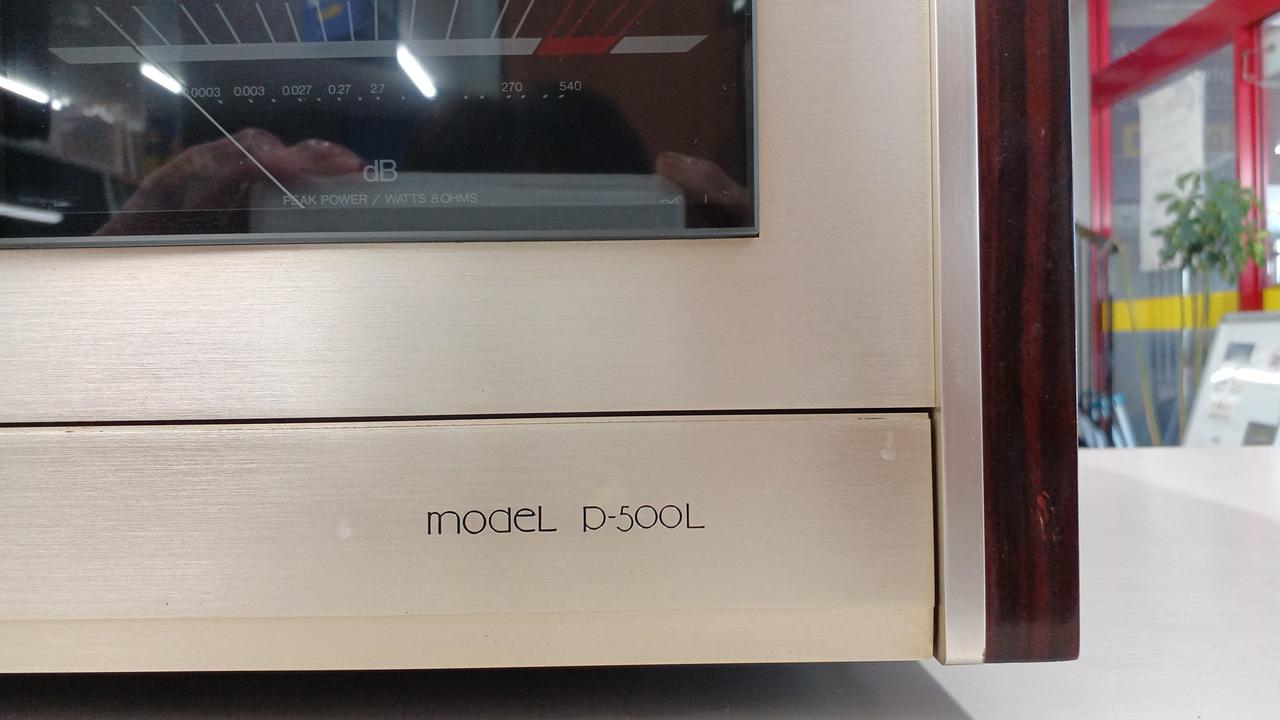 0.0003 0.003 0.027 0.27 2.7 270 540
dB
PEAK POWER / WATTS 8 OHMS
model P-500L